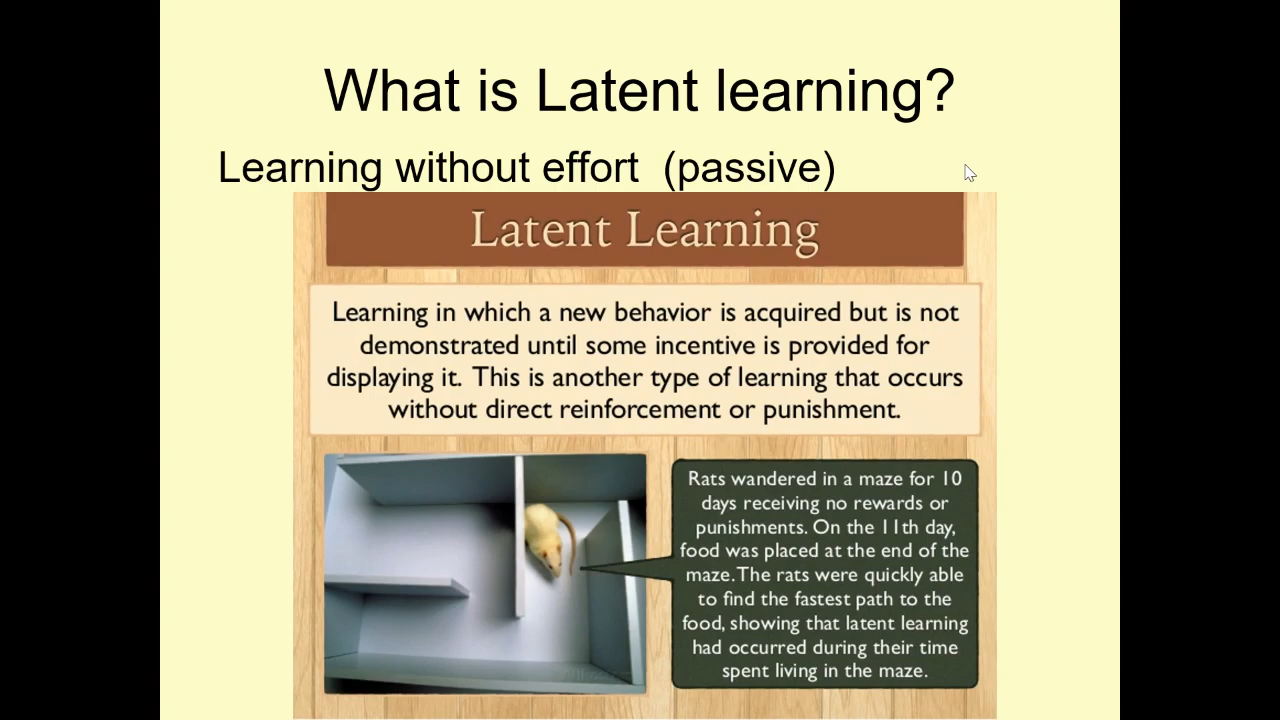 What is Latent learning?
Learning without effort (passive)
Latent Learning
Learning in which a new behavior is acquired but is not
demonstrated until some incentive is provided for
displaying it. This is another type of learning that occurs
without direct reinforcement or punishment.
Rats wandered in a maze for 10
days receiving no rewards or
punishments. On the 11th day,
food was placed at the end of the
maze. The rats were quickly able
to find the fastest path to the
food, showing that latent learning
had occurred during their time
spent living in the maze.